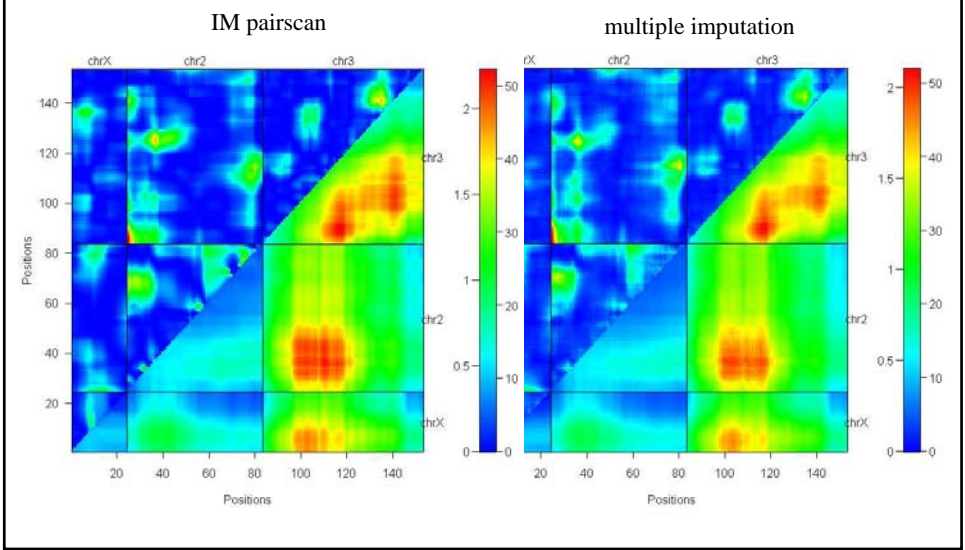 IM pairscan
multiple imputation
chrX chr2 chr3
rX chr2 chr3
140
120
100
80
60
40
20
Positions
chr3
chr2
chrX
2
1.5
1
0.5
0
50
40
30
20
10
0
chr3
chr2
chrX
2
1.5
1
0.5
0
50
40
30
20
10
0
20 40 60 80 100 120 140
20 40 60 80 100 120 140
Positions
Positions